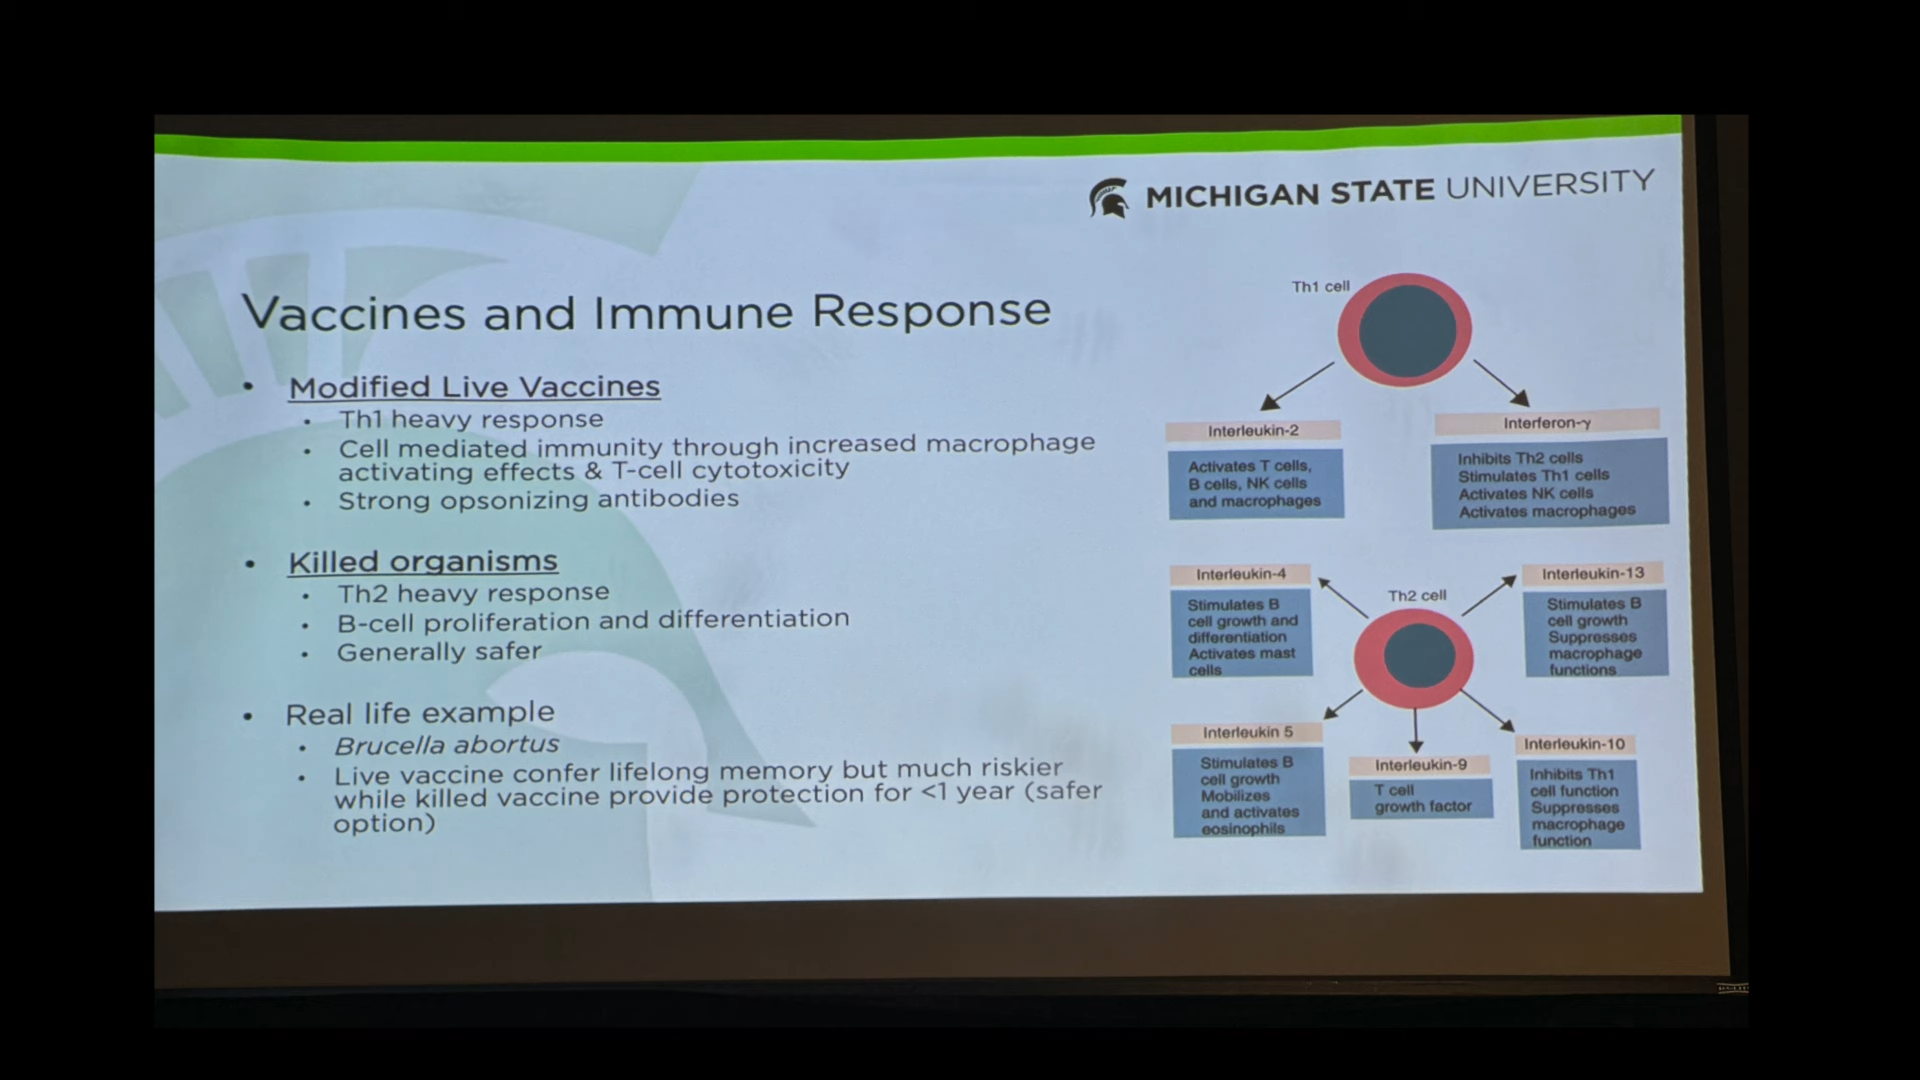 MICHIGAN STATE UNIVERSITY
Vaccines and Immune Response
• Modified Live Vaccines
• Th1 heavy response
• Cell mediated immunity through increased macrophage
activating effects & T-cell cytotoxicity
• Strong opsonizing antibodies
• Killed organisms
• Th2 heavy response
• B-cell proliferation and differentiation
• Generally safer
• Real life example
• Brucella abortus
• Live vaccine confer lifelong memory but much riskier
while killed vaccine provide protection for <1 year (safer
option)
Th1 cell
Interleukin-2
Activates T cells,
B cells, NK cells
and macrophages
Interferon-γ
Inhibits Th2 cells
Stimulates Th1 cells
Activates NK cells
Activates macrophages
Th2 cell
Interleukin-4
Stimulates B
cell growth and
differentiation
Activates mast
cells
Interleukin-13
Stimulates B
cell growth
Suppresses
macrophage
functions
Interleukin 5
Stimulates B
cell growth
Mobilizes
and activates
eosinophils
Interleukin-9
T cell
growth factor
Interleukin-10
Inhibits Th1
cell function
Suppresses
macrophage
function